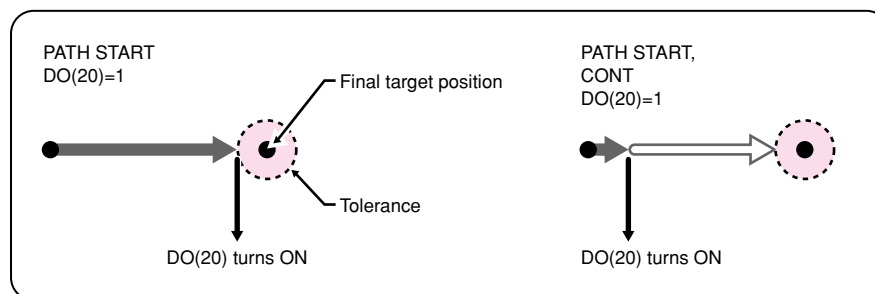 PATH START
DO(20)=1
Final target position
Tolerance
DO(20) turns ON
PATH START,
CONT
DO(20)=1
DO(20) turns ON